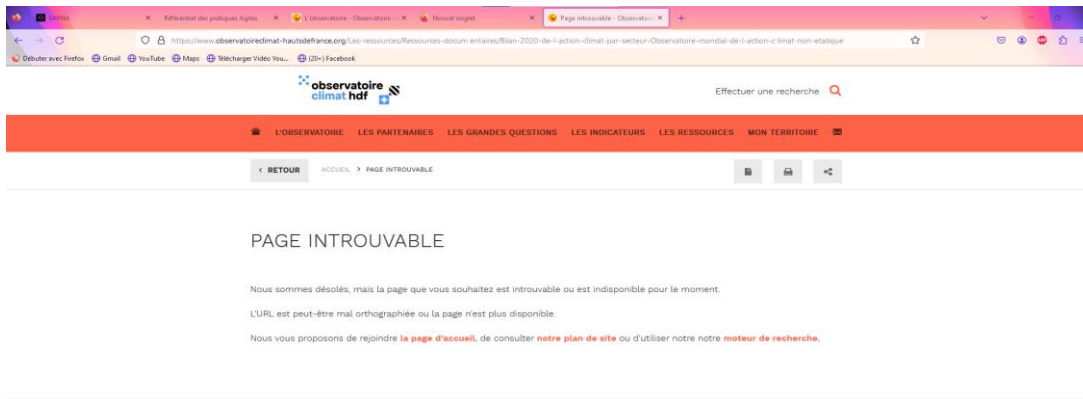 SAYNA
Référentiel des pratiques Agiles
L'observatoire - Observatoire
Nouvel onglet
Page introuvable - Observatoir
https://www.observatoireclimat-hautsdefrance.org/Les-ressources/Ressources-docum entaires/Bilan-2020-de-l-action-climat-par-secteur-Observatoire-mondial-de-l-action-c limat-non-etatique
Débuter avec Firefox Gmail YouTube Maps Télécharger Vidéo You... (20+) Facebook
observatoire
climat hdf
Effectuer une recherche
L'OBSERVATOIRE LES PARTENAIRES LES GRANDES QUESTIONS LES INDICATEURS LES RESSOURCES MON TERRITOIRE
< RETOUR ACCUEIL > PAGE INTROUVABLE
PAGE INTROUVABLE
Nous sommes désolés, mais la page que vous souhaitez est introuvable ou est indisponible pour le moment.
L'URL est peut-être mal orthographiée ou la page n'est plus disponible.
Nous vous proposons de rejoindre la page d'accueil, de consulter notre plan de site ou d'utiliser notre notre moteur de recherche.